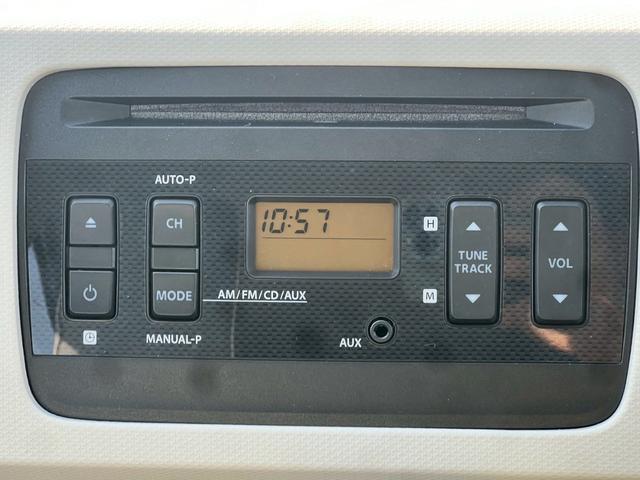 AUTO-P
CH
10:57
H
TUNE
TRACK
VOL
MODE
AM/FM/CD/AUX
M
MANUAL-P
AUX